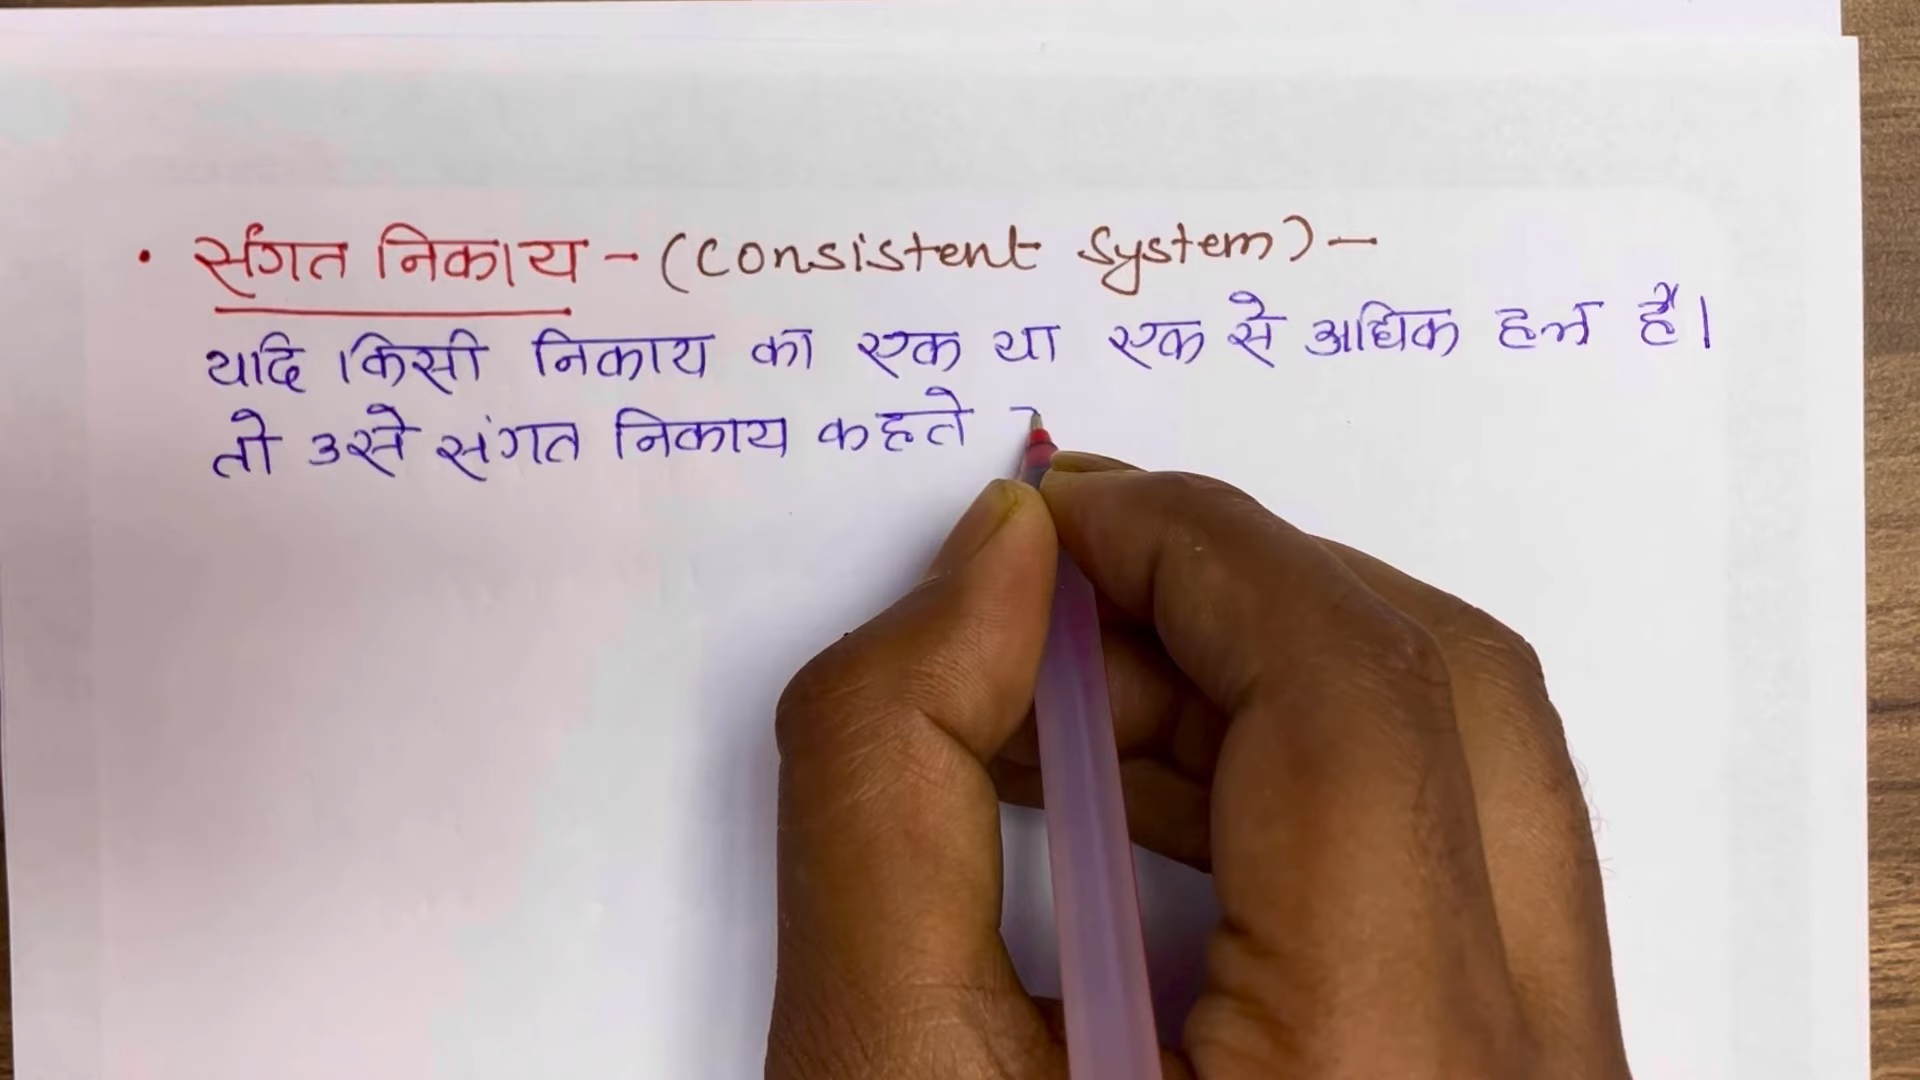 • संगत निकाय - (Consistent System) -
यदि किसी निकाय का एक या एक से अधिक हल हैं।
तो उसे संगत निकाय कहते